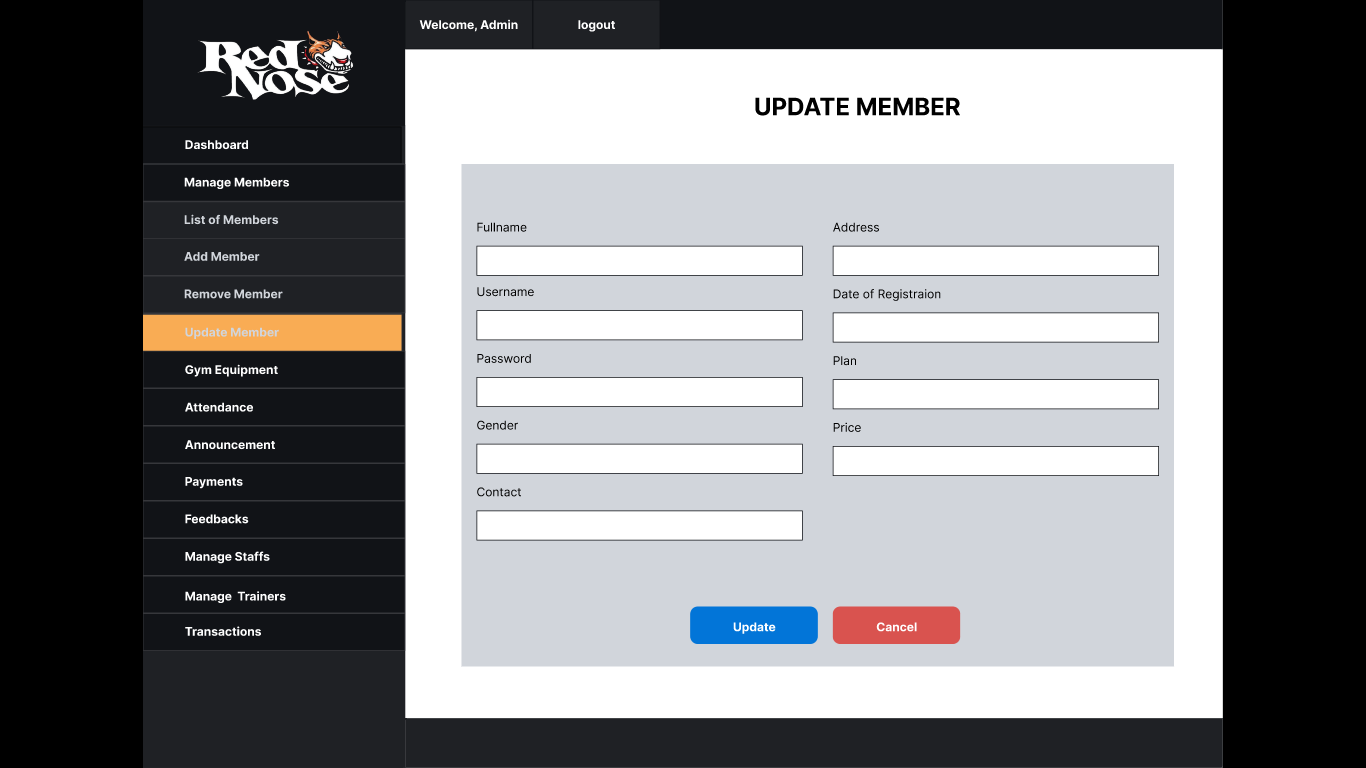 Welcome, Admin
logout
Red
Nose
Dashboard
Manage Members
List of Members
Add Member
Remove Member
Update Member
Gym Equipment
Attendance
Announcement
Payments
Feedbacks
Manage Staffs
Manage  Trainers
Transactions
UPDATE MEMBER
Fullname
Username
Password
Gender
Contact
Address
Date of Registraion
Plan
Price
Update
Cancel